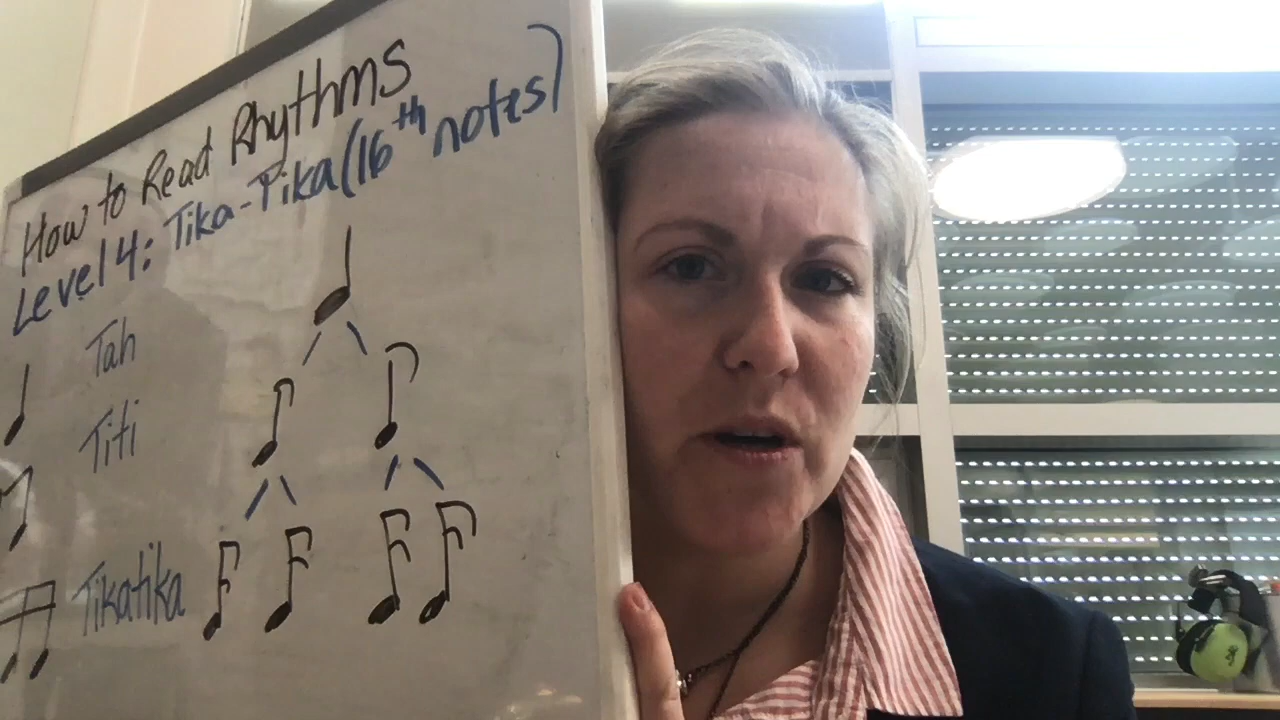 How to Read Rhythms
Level 4: Tika-Tika (16th notes)
Tah
Titi
Tikatika